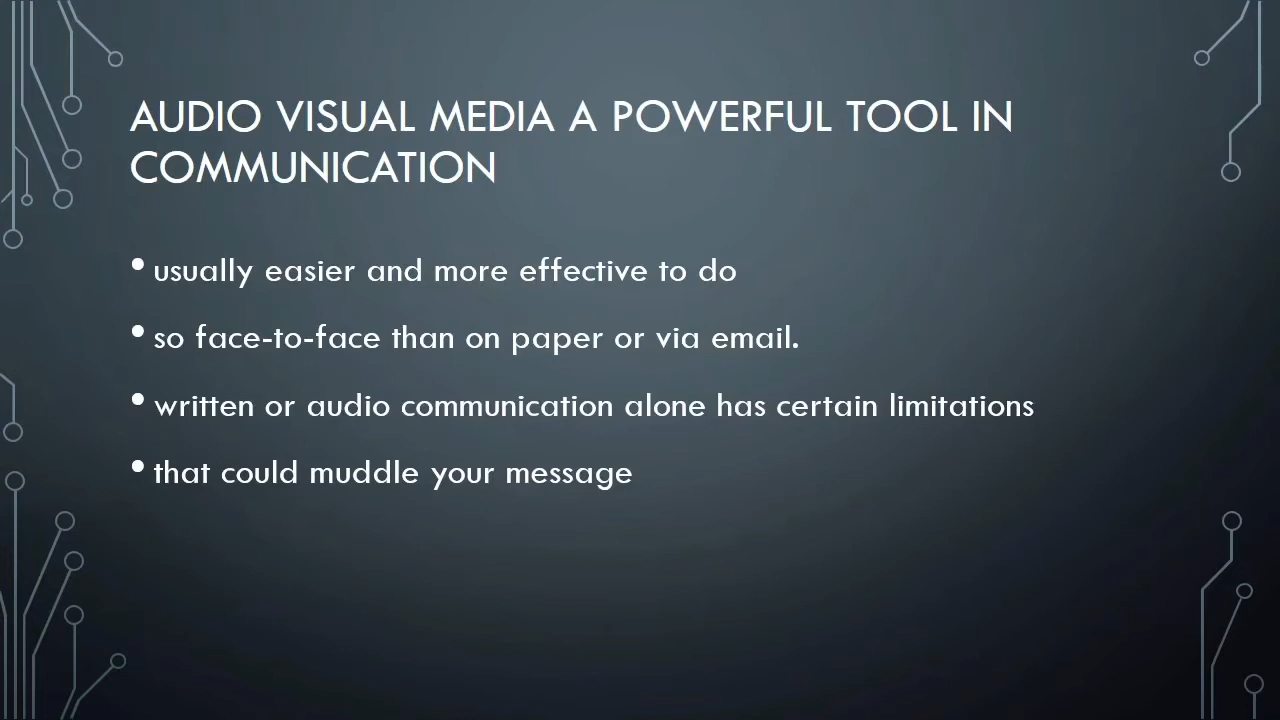 AUDIO VISUAL MEDIA A POWERFUL TOOL IN
COMMUNICATION
• usually easier and more effective to do
• so face-to-face than on paper or via email.
• written or audio communication alone has certain limitations
• that could muddle your message